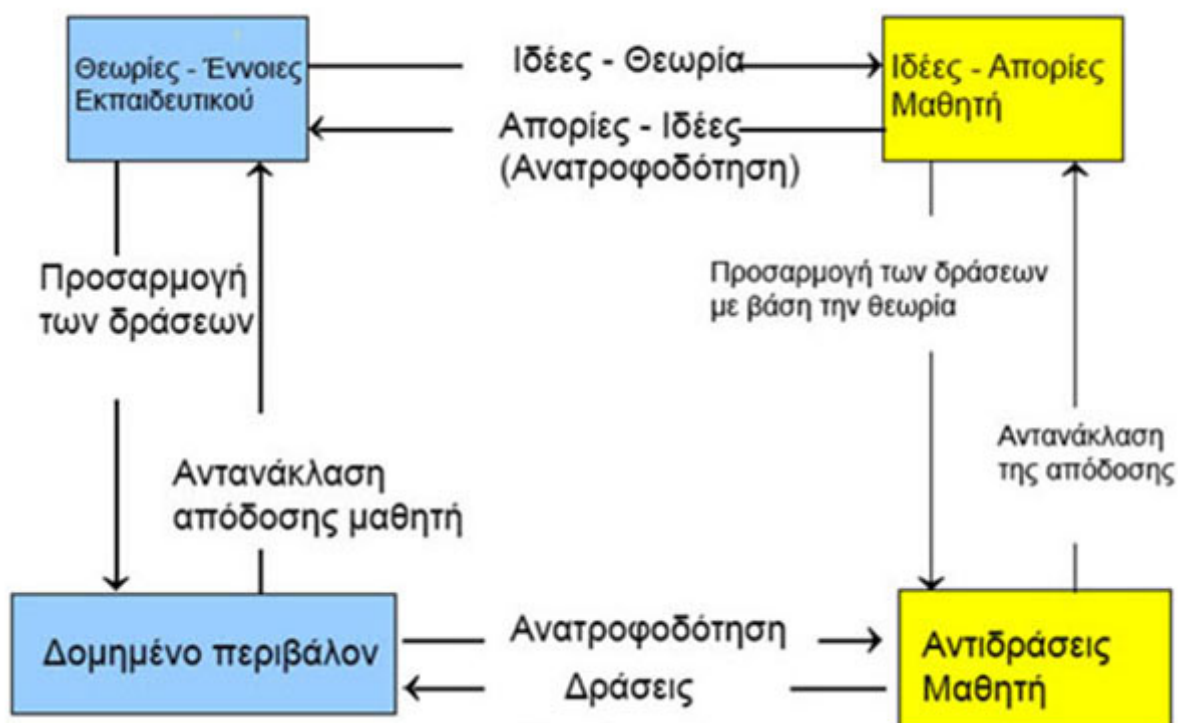 Θεωρίες - Έννοιες
Εκπαιδευτικού
Ιδέες - Θεωρία
Ιδέες - Απορίες
Μαθητή
Απορίες - Ιδέες
(Ανατροφοδότηση)
Προσαρμογή
των δράσεων
Προσαρμογή των δράσεων
με βάση την θεωρία
Αντανάκλαση
απόδοσης μαθητή
Αντανάκλαση
της απόδοσης
Δομημένο περιβάλον
Ανατροφοδότηση
Δράσεις
Αντιδράσεις
Μαθητή